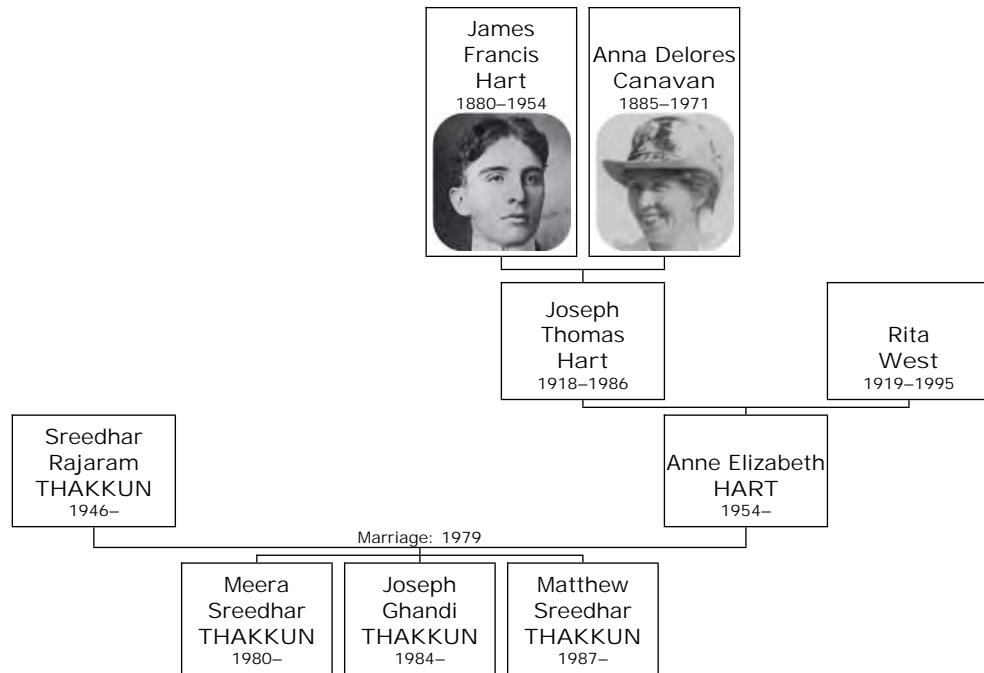 James
Francis
Hart
1880–1954
Anna Delores
Canavan
1885–1971
Joseph
Thomas
Hart
1918–1986
Rita
West
1919–1995
Sreedhar
Rajaram
THAKKUN
1946–
Anne Elizabeth
HART
1954–
Marriage: 1979
Meera
Sreedhar
THAKKUN
1980–
Joseph
Ghandi
THAKKUN
1984–
Matthew
Sreedhar
THAKKUN
1987–